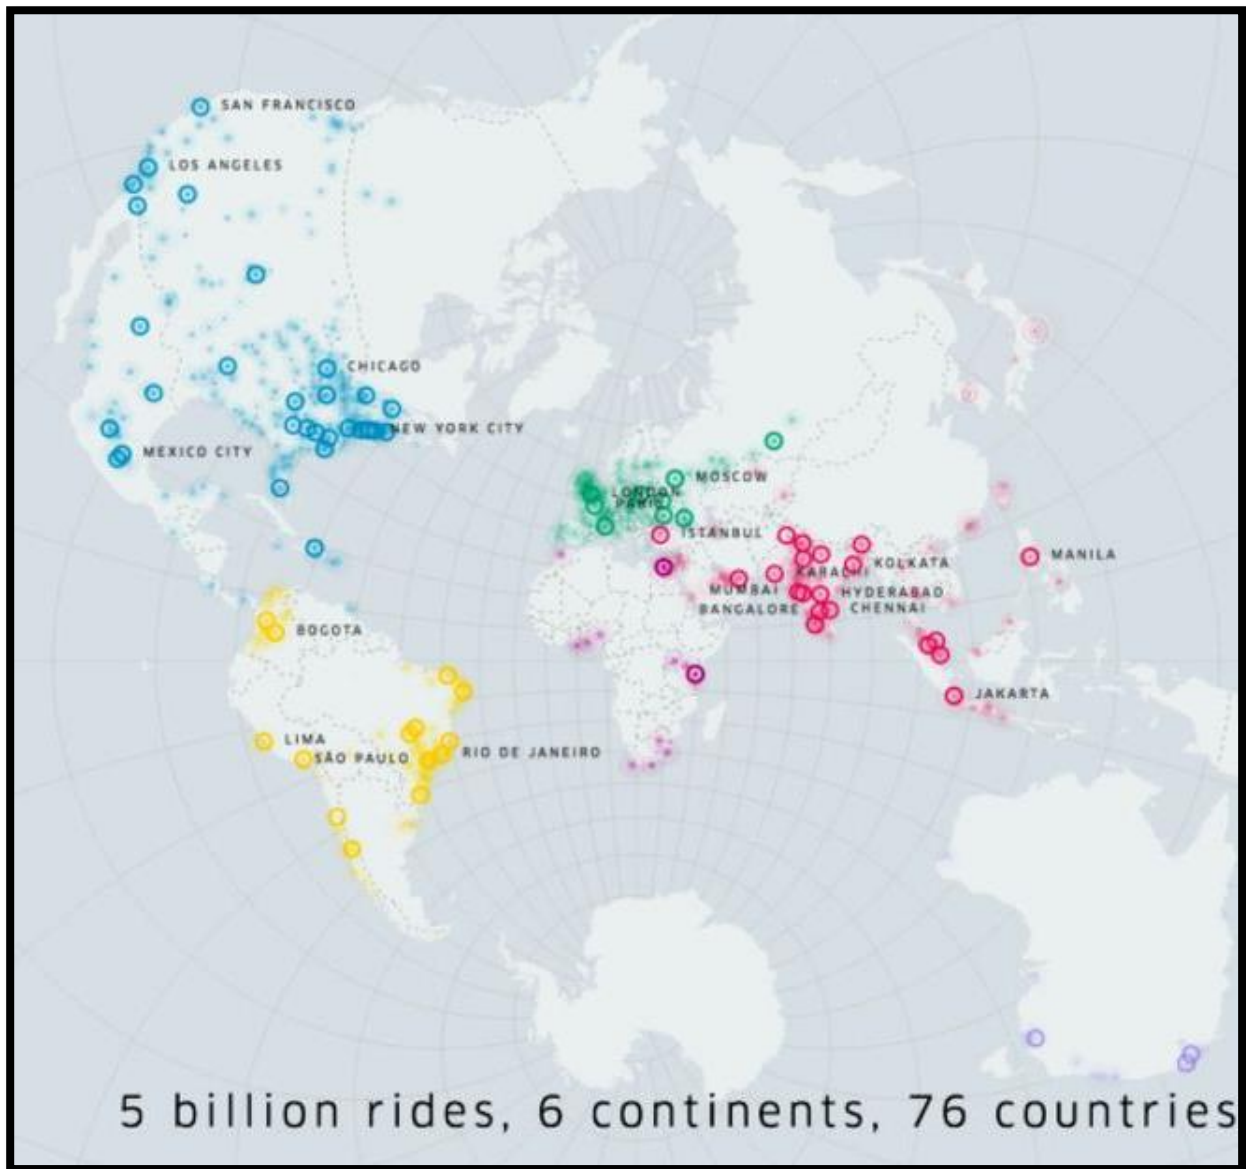 SAN FRANCISCO
LOS ANGELES
CHICAGO
NEW YORK CITY
MEXICO CITY
MOSCOW
LONDON
PARIS
ISTANBUL
MANILA
KOLKATA
KARACHI
MUMBAI
HYDERABAD
BANGALORE
CHENNAI
BOGOTA
JAKARTA
LIMA
SÃO PAULO
RIO DE JANEIRO
5 billion rides, 6 continents, 76 countries